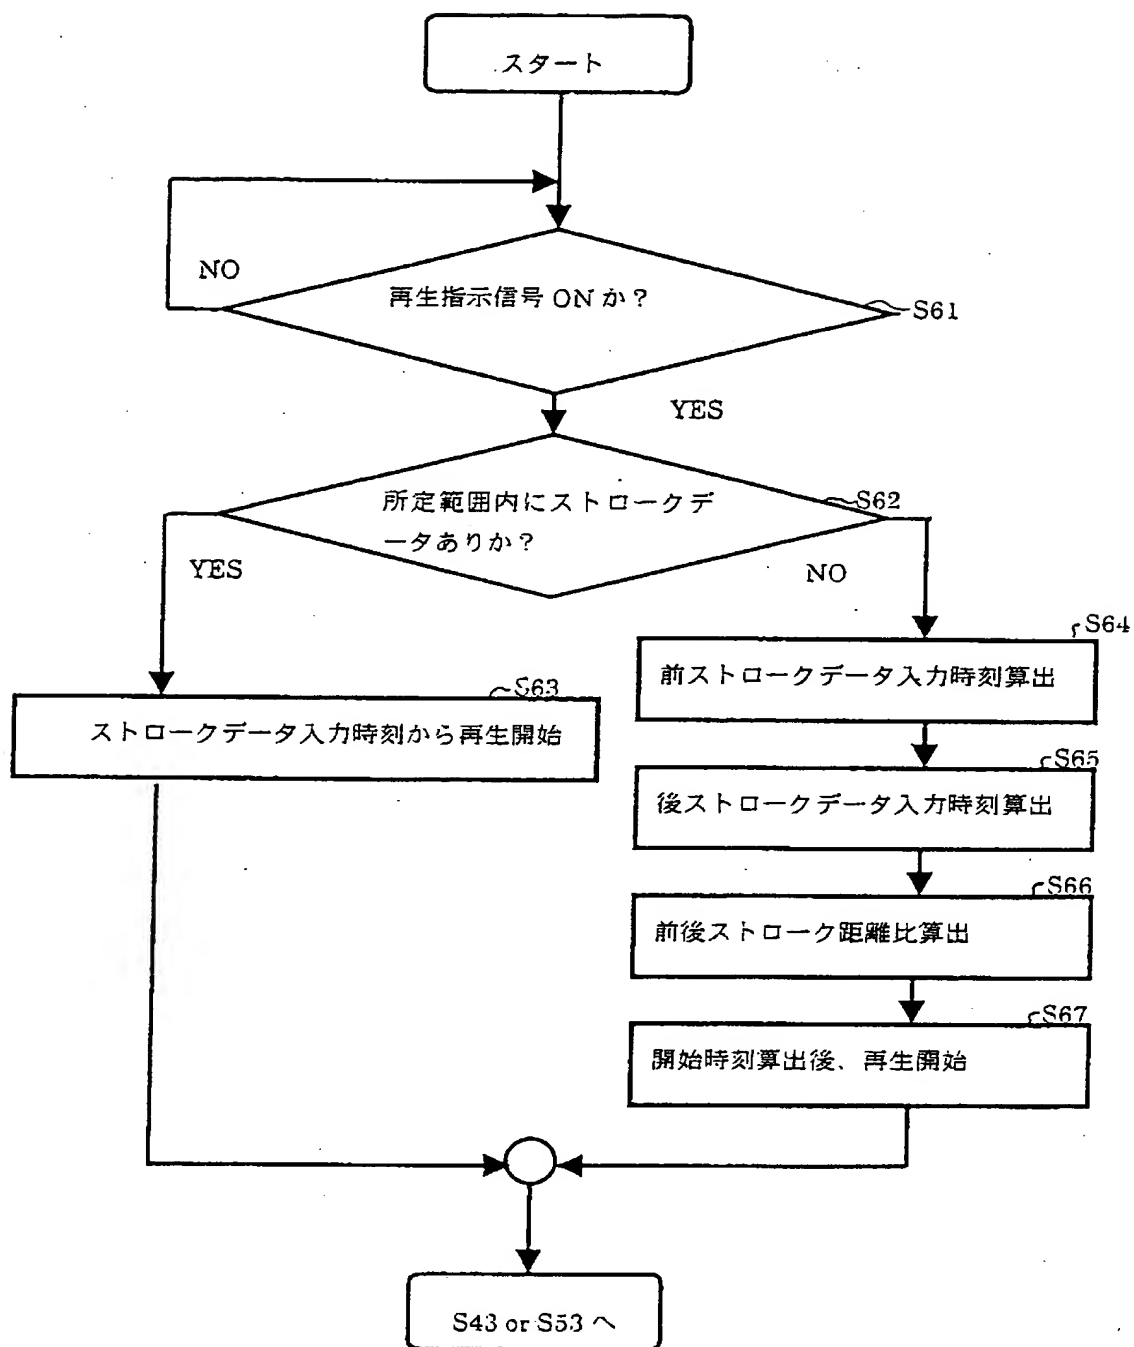 スタート
NO
再生指示信号 ON か?
S61
YES
所定範囲内にストロークデ
ータありか?
S62
YES
NO
S63
ストロークデータ入力時刻から再生開始
S64
前ストロークデータ入力時刻算出
S65
後ストロークデータ入力時刻算出
S66
前後ストローク距離比算出
S67
開始時刻算出後、再生開始
S43 or S53 へ